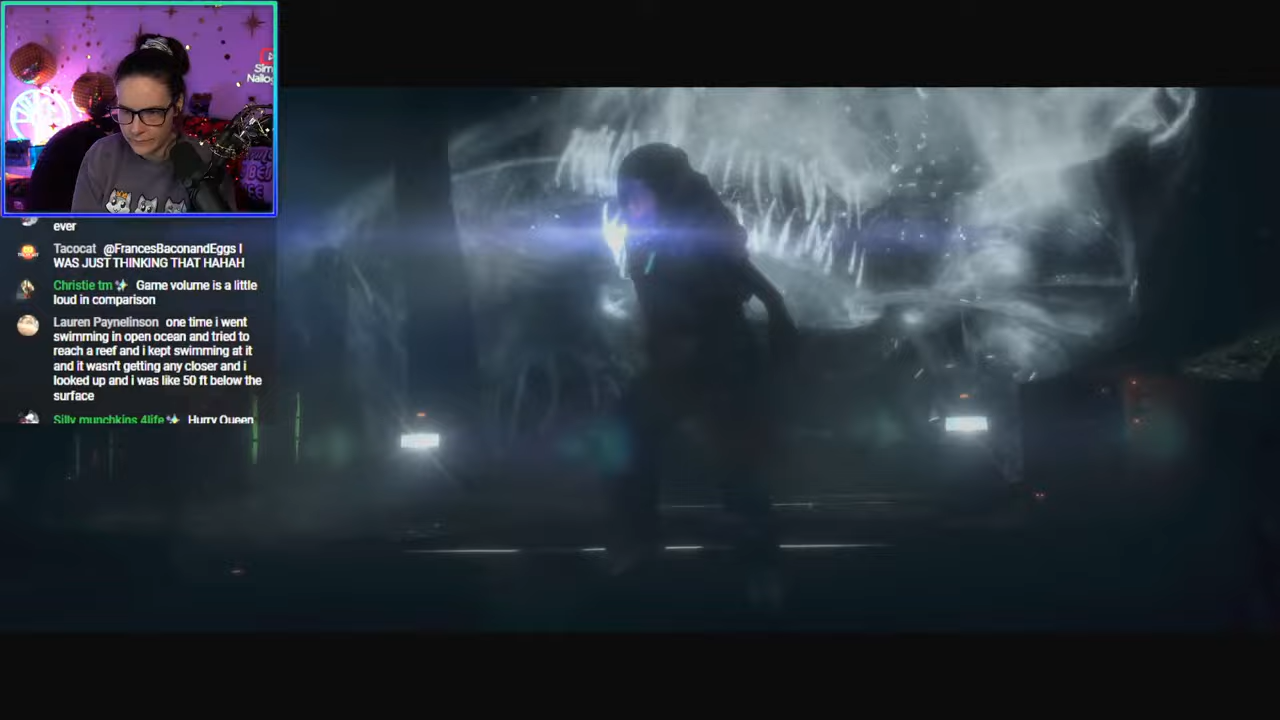 Sim
Nailo
ever
Tacocat @FrancesBaconandEggs I
WAS JUST THINKING THAT HAHAH
Christie tm Game volume is a little
loud in comparison
Lauren Paynelinson one time i went
swimming in open ocean and tried to
reach a reef and i kept swimming at it
and it wasn't getting any closer and i
looked up and i was like 50 ft below the
surface
Silly munchkins 4life Hurry Queen